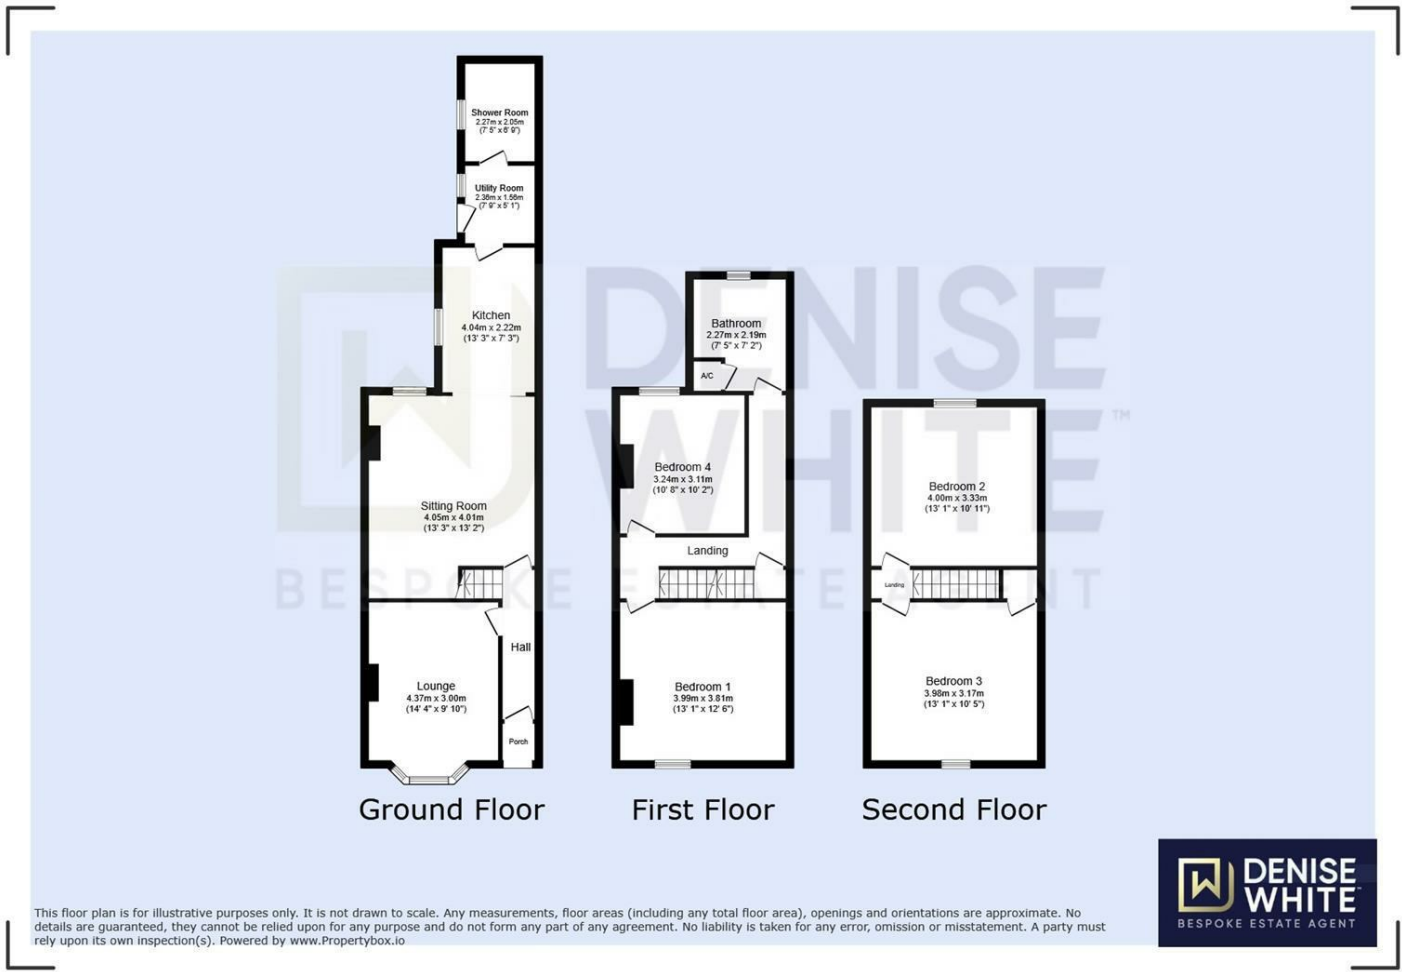 Shower Room
2.27m x 2.05m
(7' 5" x 6' 9")
Utility Room
2.36m x 1.56m
(7' 9" x 5' 1")
Kitchen
4.04m x 2.22m
(13' 3" x 7' 3")
Sitting Room
4.05m x 4.01m
(13' 3" x 13' 2")
Hall
Lounge
4.37m x 3.00m
(14' 4" x 9' 10")
Porch
Ground Floor
Bathroom
2.27m x 2.19m
(7' 5" x 7' 2")
A/C
Bedroom 4
3.24m x 3.11m
(10' 8" x 10' 2")
Landing
Bedroom 1
3.99m x 3.81m
(13' 1" x 12' 6")
First Floor
Bedroom 2
4.00m x 3.33m
(13' 1" x 10' 11")
Landing
Bedroom 3
3.98m x 3.17m
(13' 1" x 10' 5")
Second Floor
DENISE
WHITE™
BESPOKE ESTATE AGENT
This floor plan is for illustrative purposes only. It is not drawn to scale. Any measurements, floor areas (including any total floor area), openings and orientations are approximate. No
details are guaranteed, they cannot be relied upon for any purpose and do not form any part of any agreement. No liability is taken for any error, omission or misstatement. A party must
rely upon its own inspection(s). Powered by www.Propertybox.io
DENISE
WHITE™
BESPOKE ESTATE AGENT